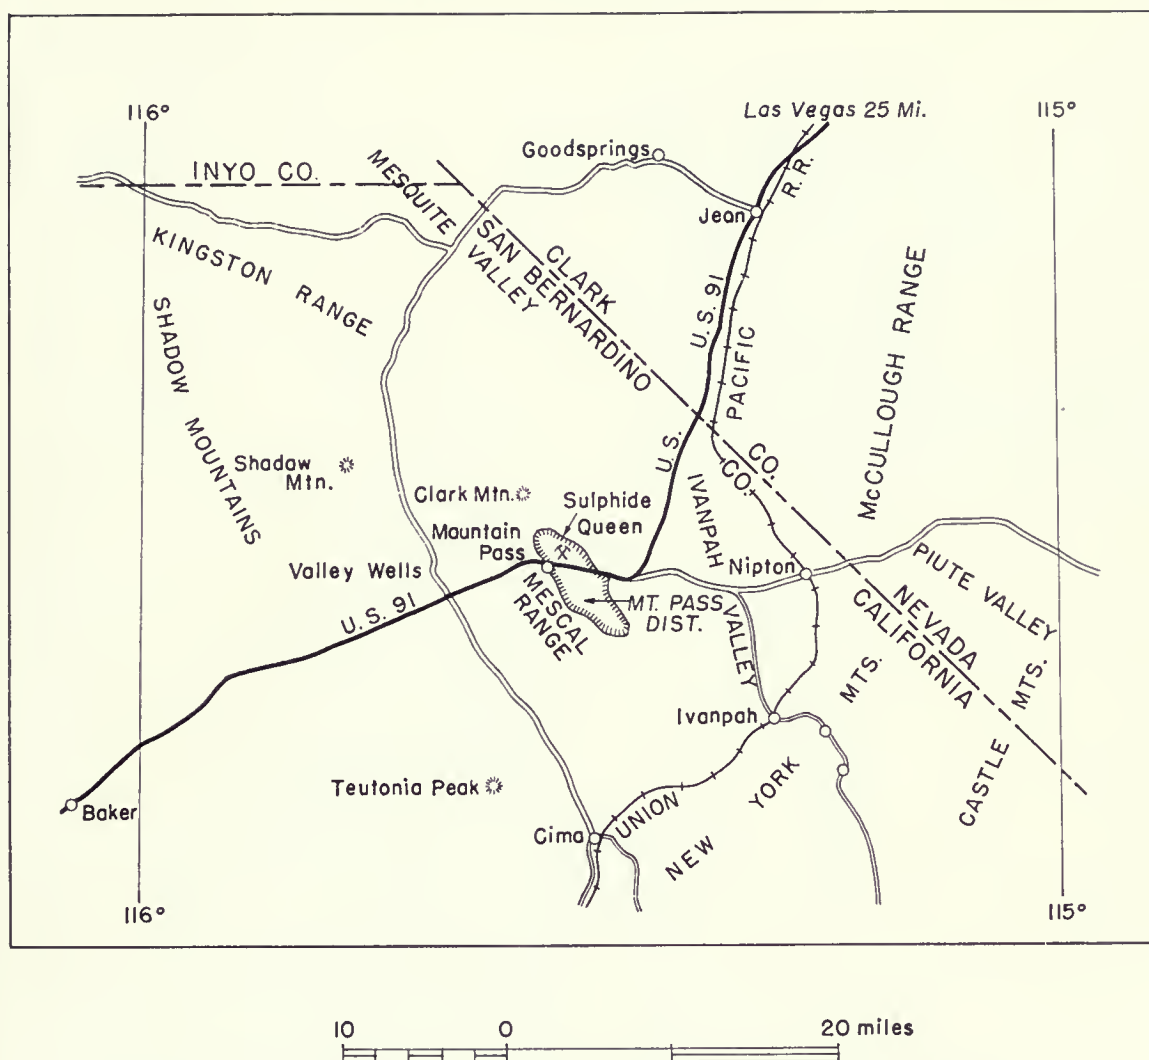 116°
Las Vegas 25 Mi.
115°
Goodsprings
INYO CO.
MESQUITE
VALLEY
Jean
R. R.
KINGSTON RANGE
CLARK
SAN BERNARDINO
CO.
CO.
U. S. 91
PACIFIC
McCULLOUGH RANGE
SHADOW MOUNTAINS
Shadow
Mtn.
Clark Mtn.
Sulphide
Queen
U. S.
IVANPAH
VALLEY
Mountain
Pass
Nipton
PIUTE VALLEY
Valley Wells
U. S. 91
MESCAL
RANGE
MT. PASS
DIST.
NEVADA
CALIFORNIA
Ivanpah
NEW YORK MTS.
CASTLE MTS.
Teutonia Peak
Baker
Cima
UNION
116°
115°
10 0 20 miles